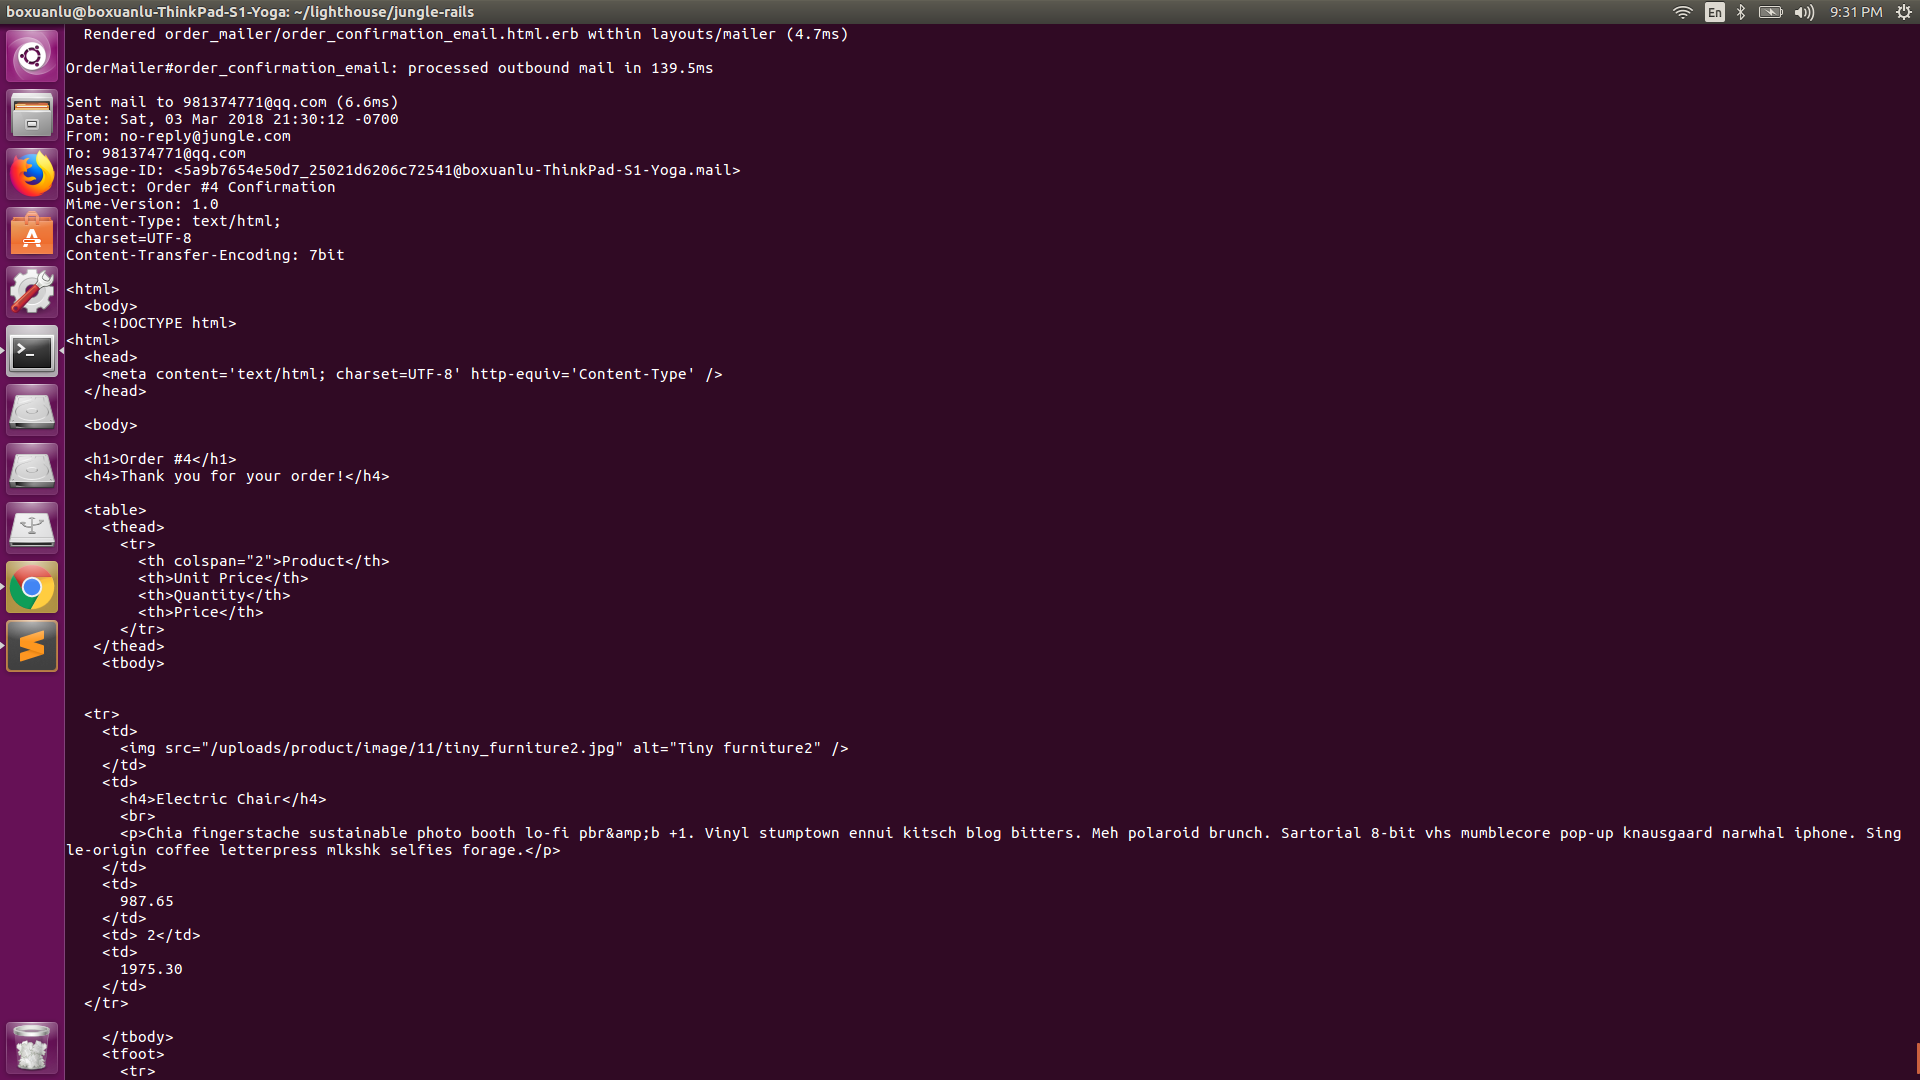 boxuanlu@boxuanlu-ThinkPad-S1-Yoga: ~/lighthouse/jungle-rails
En
9:31 PM
Rendered order_mailer/order_confirmation_email.html.erb within layouts/mailer (4.7ms)
OrderMailer#order_confirmation_email: processed outbound mail in 139.5ms
Sent mail to 981374771@qq.com (6.6ms)
Date: Sat, 03 Mar 2018 21:30:12 -0700
From: no-reply@jungle.com
To: 981374771@qq.com
Message-ID: <5a9b7654e50d7_25021d6206c72541@boxuanlu-ThinkPad-S1-Yoga.mail>
Subject: Order #4 Confirmation
Mime-Version: 1.0
Content-Type: text/html;
charset=UTF-8
Content-Transfer-Encoding: 7bit
<html>
<body>
<!DOCTYPE html>
<html>
<head>
<meta content='text/html; charset=UTF-8' http-equiv='Content-Type' />
</head>
<body>
<h1>Order #4</h1>
<h4>Thank you for your order!</h4>
<table>
<thead>
<tr>
<th colspan="2">Product</th>
<th>Unit Price</th>
<th>Quantity</th>
<th>Price</th>
</tr>
</thead>
<tbody>
<tr>
<td>
<img src="/uploads/product/image/11/tiny_furniture2.jpg" alt="Tiny furniture2" />
</td>
<td>
<h4>Electric Chair</h4>
<br>
<p>Chia fingerstache sustainable photo booth lo-fi pbr&amp;b +1. Vinyl stumptown ennui kitsch blog bitters. Meh polaroid brunch. Sartorial 8-bit vhs mumblecore pop-up knausgaard narwhal iphone. Sing
le-origin coffee letterpress mlkshk selfies forage.</p>
</td>
<td>
987.65
</td>
<td> 2</td>
<td>
1975.30
</td>
</tr>
</tbody>
<tfoot>
<tr>